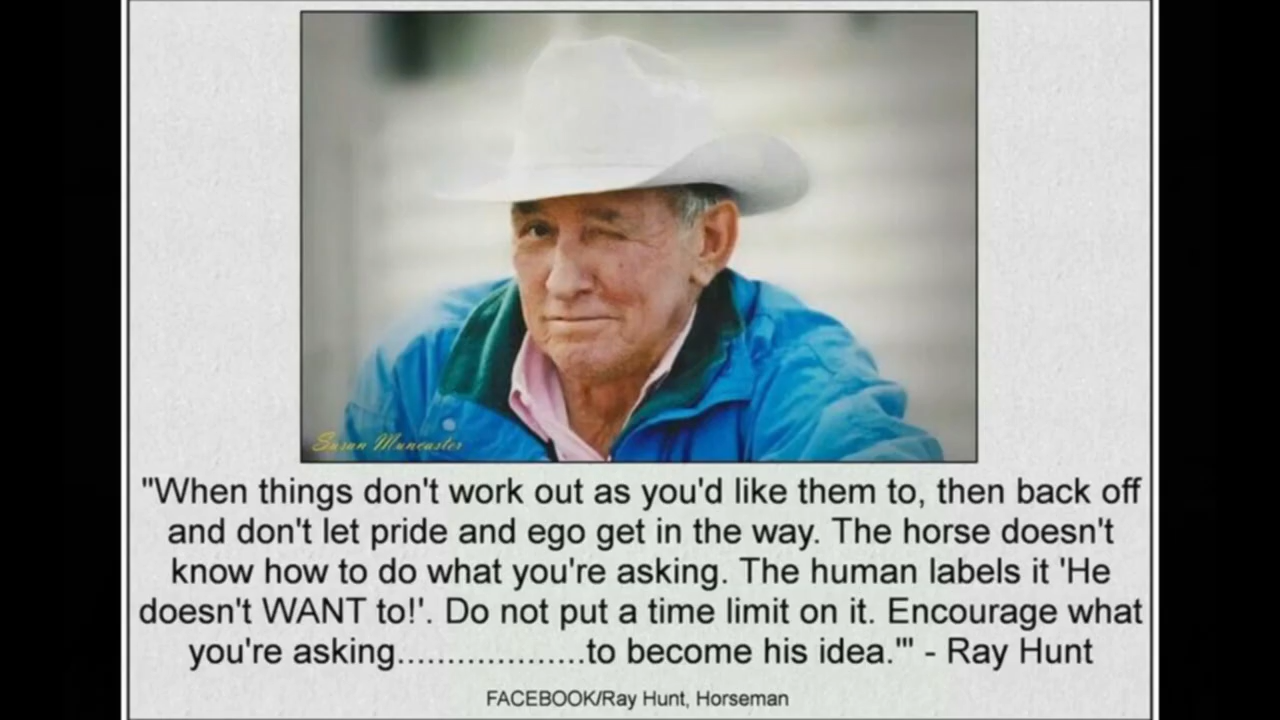 Susan Muncaster
"When things don't work out as you'd like them to, then back off
and don't let pride and ego get in the way. The horse doesn't
know how to do what you're asking. The human labels it 'He
doesn't WANT to!'. Do not put a time limit on it. Encourage what
you're asking...................to become his idea.'" - Ray Hunt
FACEBOOK/Ray Hunt, Horseman